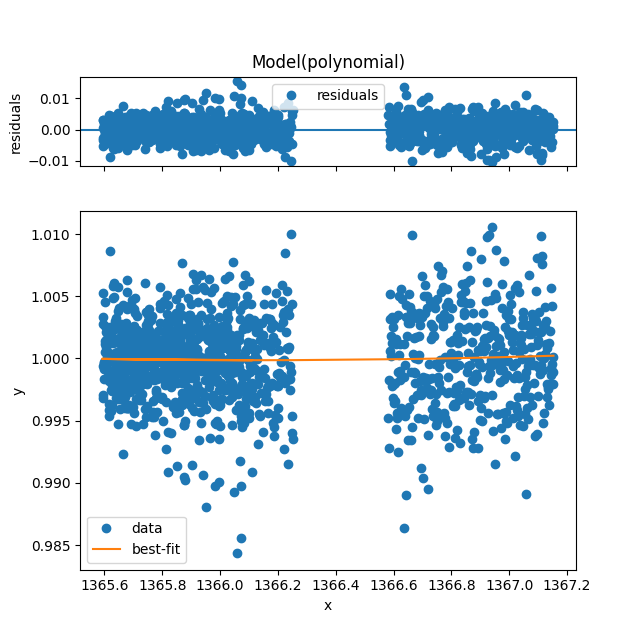 Model(polynomial)
residuals
0.01
0.00
−0.01
residuals
y
1.010
1.005
1.000
0.995
0.990
0.985
data
best-fit
1365.6 1365.8 1366.0 1366.2 1366.4 1366.6 1366.8 1367.0 1367.2
x